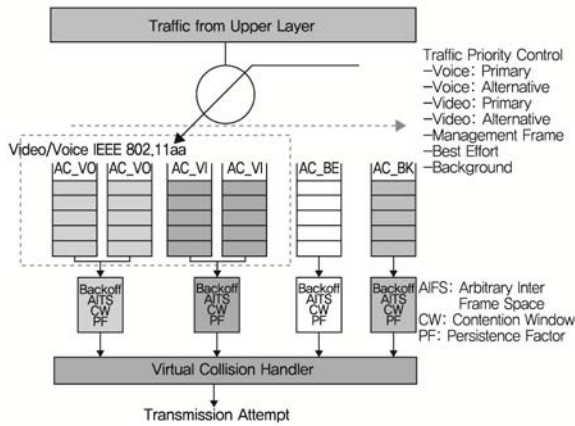 Traffic from Upper Layer
Traffic Priority Control
-Voice: Primary
-Voice: Alternative
-Video: Primary
-Video: Alternative
-Management Frame
-Best Effort
-Background
Video/Voice IEEE 802.11aa
AC_VO AC_VO AC_VI AC_VI AC_BE AC_BK
Backoff AITS CW PF
Backoff AITS CW PF
Backoff AITS CW PF
Backoff AITS CW PF
AIFS: Arbitrary Inter
Frame Space
CW: Contention Window
PF: Persistence Factor
Virtual Collision Handler
Transmission Attempt